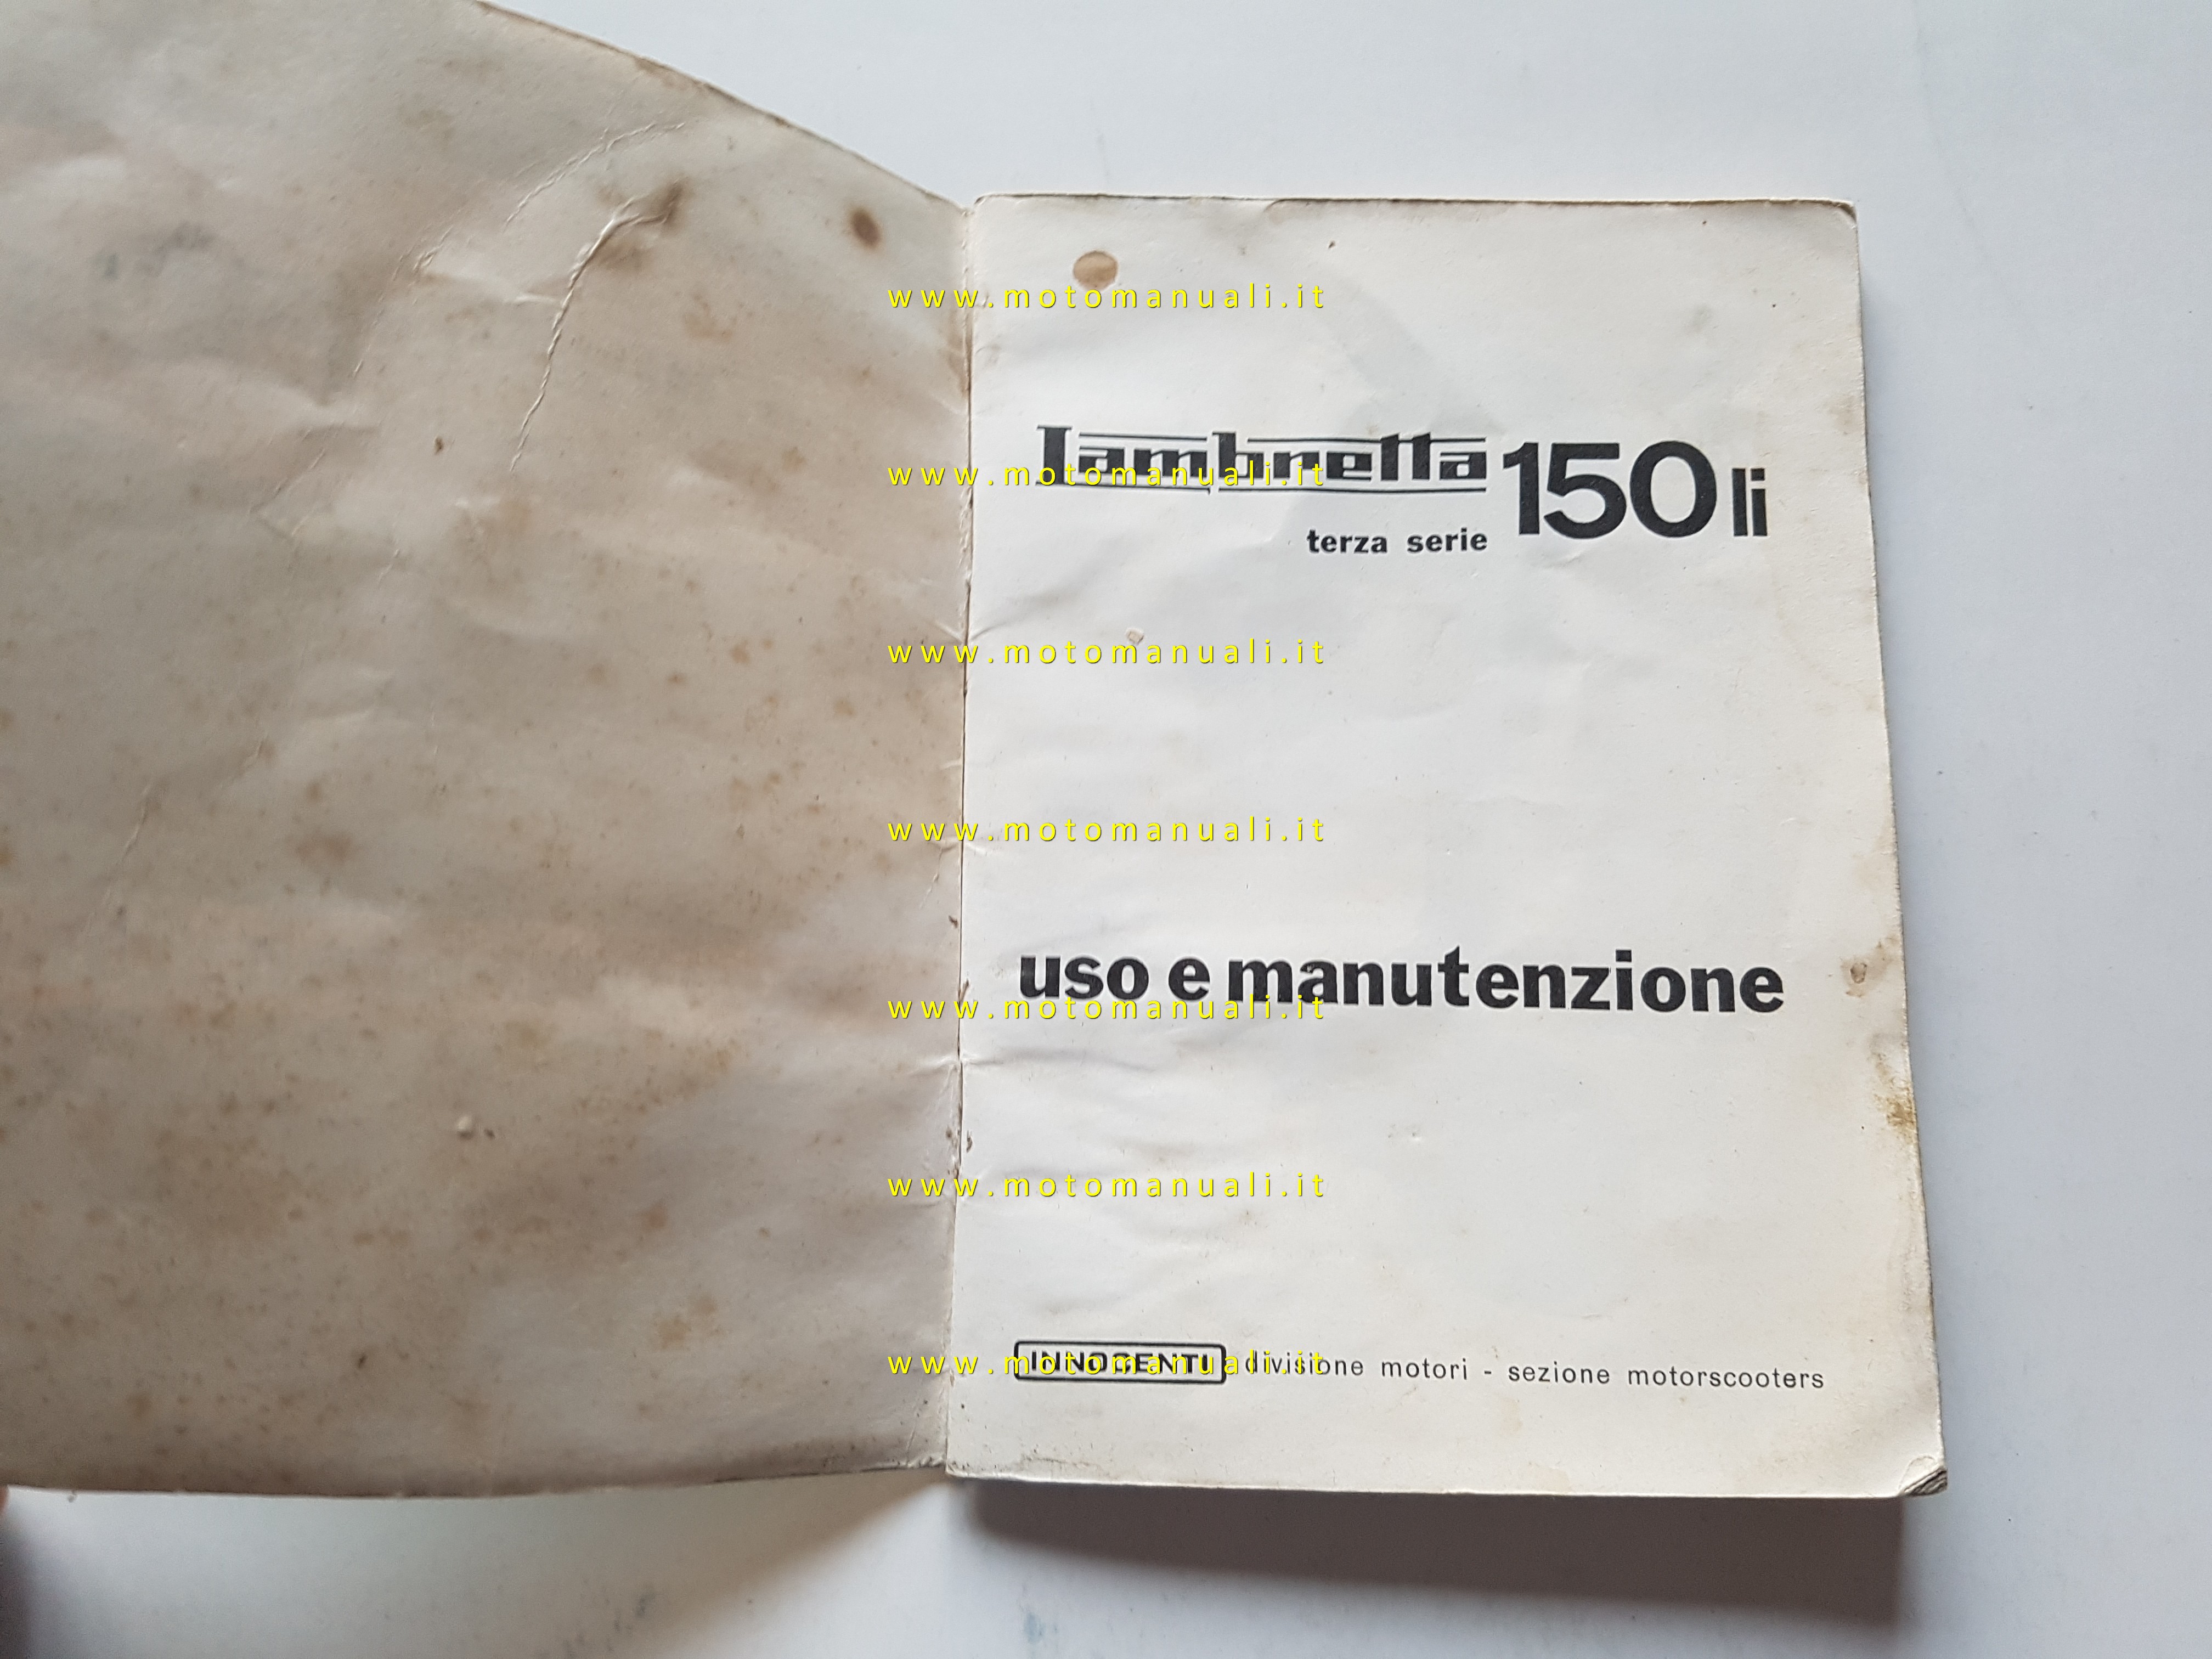 www.motomanuali.it
Lambretta 150 li
www.motomanuali.it
terza serie
www.motomanuali.it
www.motomanuali.it
uso e manutenzione
www.motomanuali.it
www.motomanuali.it
INNOCENTI divisione motori - sezione motorscooters
www.motomanuali.it